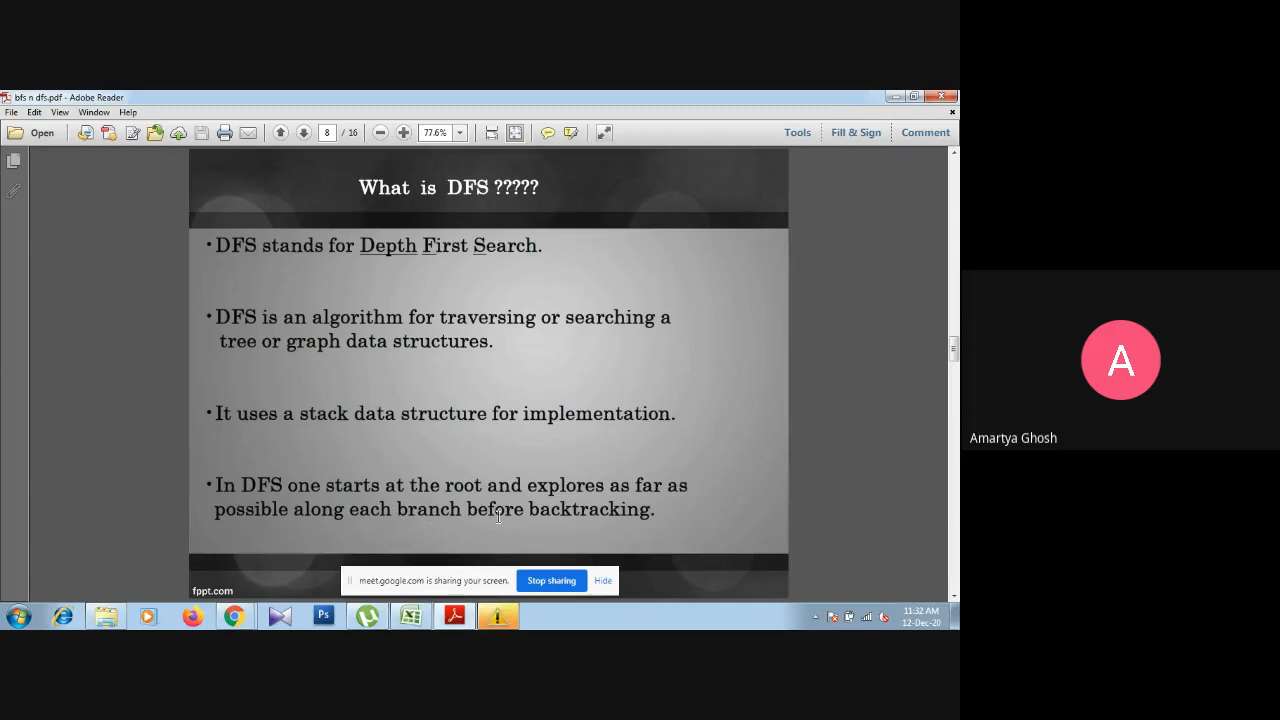 bfs n dfs.pdf - Adobe Reader
File Edit View Window Help
Open 8 / 16 77.6% Tools Fill & Sign Comment
What is DFS ?????
•DFS stands for Depth First Search.
•DFS is an algorithm for traversing or searching a
tree or graph data structures.
•It uses a stack data structure for implementation.
•In DFS one starts at the root and explores as far as
possible along each branch before backtracking.
meet.google.com is sharing your screen. Stop sharing Hide
fppt.com
Ps
11:32 AM
12-Dec-20
A
Amartya Ghosh